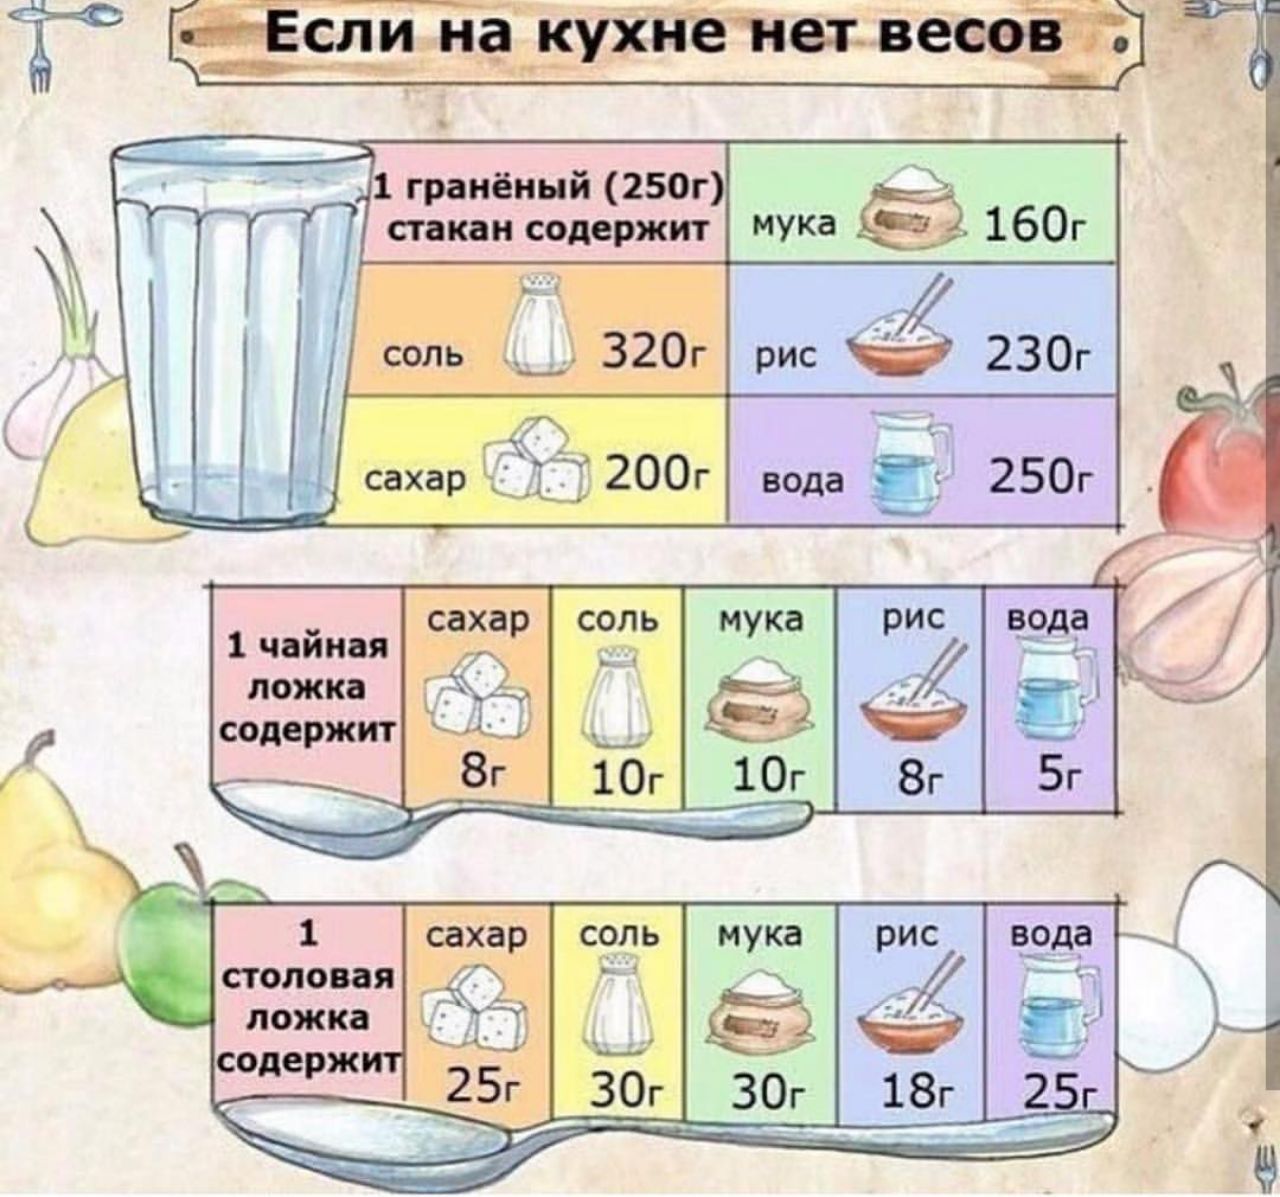 Если на кухне нет весов
1 гранёный (250г)
стакан содержит
мука 160г
соль 320г
рис 230г
сахар 200г
вода 250г
1 чайная
ложка
содержит
сахар
8г
соль
10г
мука
10г
рис
8г
вода
5г
1
столовая
ложка
содержит
сахар
25г
соль
30г
мука
30г
рис
18г
вода
25г